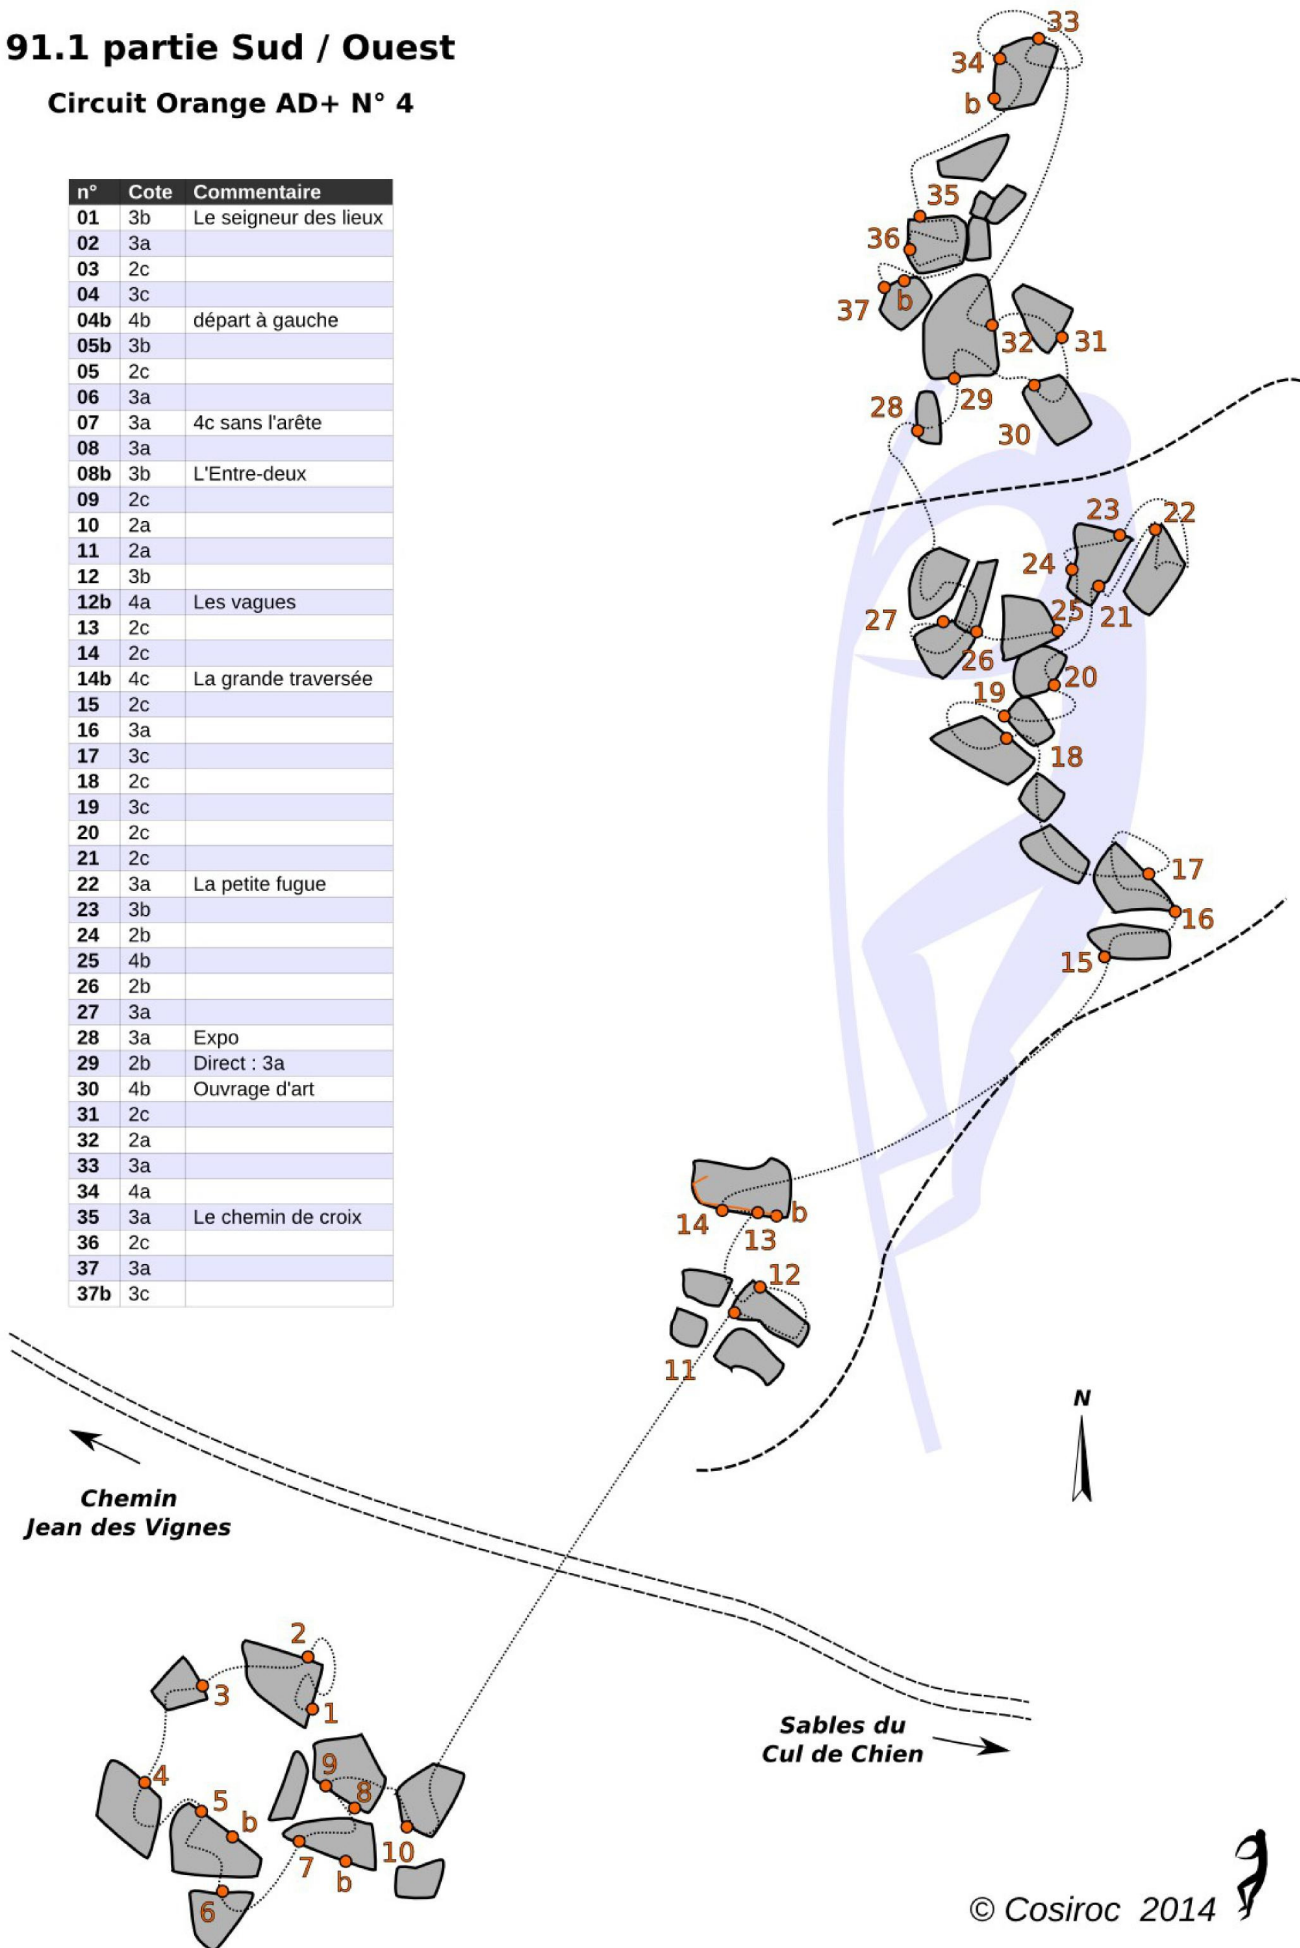 91.1 partie Sud / Ouest
Circuit Orange AD+ N° 4
n° Cote Commentaire
01 3b Le seigneur des lieux
02 3a
03 2c
04 3c
04b 4b départ à gauche
05b 3b
05 2c
06 3a
07 3a 4c sans l'arête
08 3a
08b 3b L'Entre-deux
09 2c
10 2a
11 2a
12 3b
12b 4a Les vagues
13 2c
14 2c
14b 4c La grande traversée
15 2c
16 3a
17 3c
18 2c
19 3c
20 2c
21 2c
22 3a La petite fugue
23 3b
24 2b
25 4b
26 2b
27 3a
28 3a Expo
29 2b Direct : 3a
30 4b Ouvrage d'art
31 2c
32 2a
33 3a
34 4a
35 3a Le chemin de croix
36 2c
37 3a
37b 3c
33
34
b
35
36
37
b
32
31
28
29
30
23
22
24
25
21
27
26
20
19
18
17
16
15
14
13
b
12
11
N
Chemin
Jean des Vignes
Sables du
Cul de Chien
2
3
1
4
5
b
9
8
7
b
10
6
© Cosiroc 2014